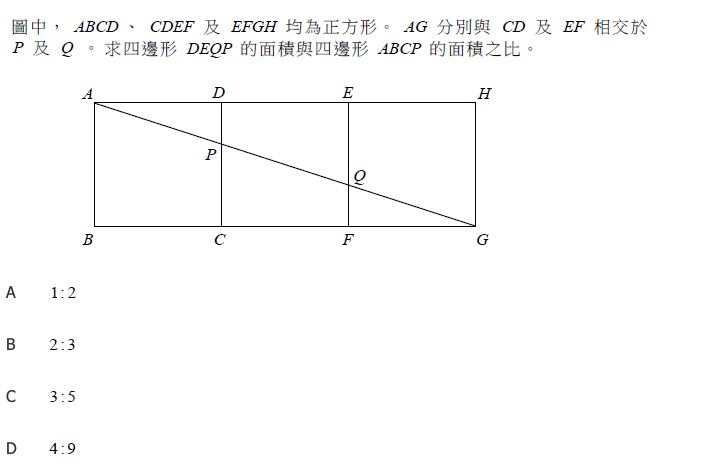 圖中， ABCD 、 CDEF 及 EFGH 均為正方形。 AG 分別與 CD 及 EF 相交於
P 及 Q 。求四邊形 DEQP 的面積與四邊形 ABCP 的面積之比。
A D E H
P
Q
B C F G
A 1:2
B 2:3
C 3:5
D 4:9